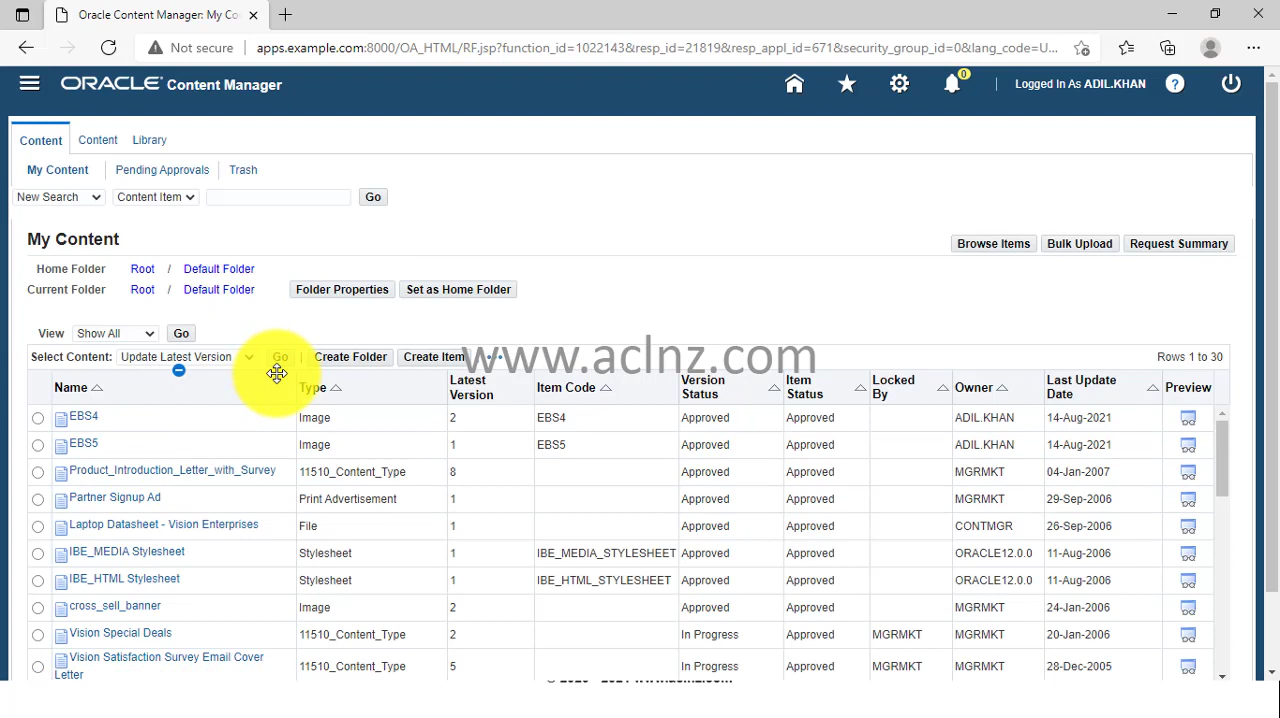 Oracle Content Manager: My Co
Not secure apps.example.com:8000/OA_HTML/RF.jsp?function_id=1022143&resp_id=21819&resp_appl_id=671&security_group_id=0&lang_code=U...
ORACLE Content Manager 0 Logged In As ADIL.KHAN ?
Content Content Library
My Content Pending Approvals Trash
New Search Content Item Go
My Content Browse Items Bulk Upload Request Summary
Home Folder Root / Default Folder
Current Folder Root / Default Folder Folder Properties Set as Home Folder
View Show All Go
Select Content: Update Latest Version Go Create Folder Create Item Rows 1 to 30
www.aclnz.com
Name Type Latest Version Item Code Version Status Item Status Locked By Owner Last Update Date Preview
EBS4 Image 2 EBS4 Approved Approved ADIL.KHAN 14-Aug-2021
EBS5 Image 1 EBS5 Approved Approved ADIL.KHAN 14-Aug-2021
Product_Introduction_Letter_with_Survey 11510_Content_Type 8 Approved Approved MGRMKT 04-Jan-2007
Partner Signup Ad Print Advertisement 1 Approved Approved MGRMKT 29-Sep-2006
Laptop Datasheet - Vision Enterprises File 1 Approved Approved CONTMGR 26-Sep-2006
IBE_MEDIA Stylesheet Stylesheet 1 IBE_MEDIA_STYLESHEET Approved Approved ORACLE12.0.0 11-Aug-2006
IBE_HTML Stylesheet Stylesheet 1 IBE_HTML_STYLESHEET Approved Approved ORACLE12.0.0 11-Aug-2006
cross_sell_banner Image 2 Approved Approved MGRMKT 24-Jan-2006
Vision Special Deals 11510_Content_Type 2 In Progress Approved MGRMKT MGRMKT 20-Jan-2006
Vision Satisfaction Survey Email Cover Letter 11510_Content_Type 5 In Progress Approved MGRMKT MGRMKT 28-Dec-2005